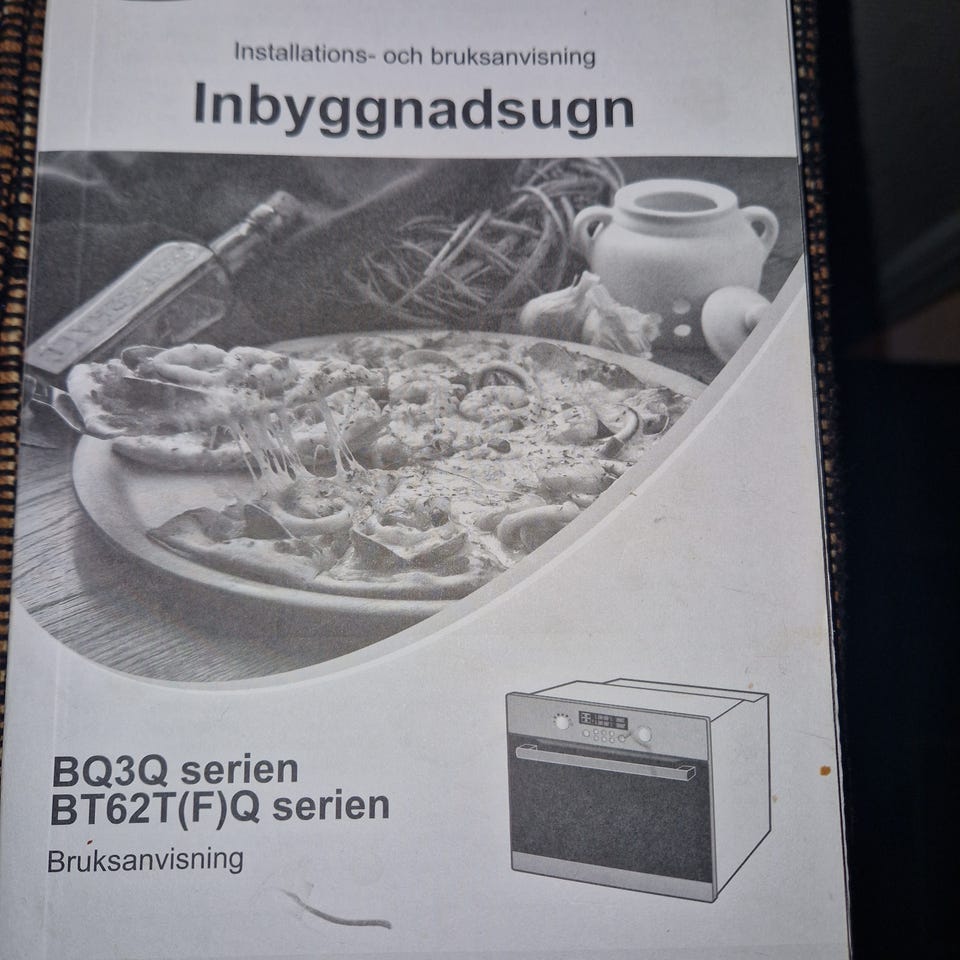 Installations- och bruksanvisning
Inbyggnadsugn
BQ3Q serien
BT62T(F)Q serien
Bruksanvisning